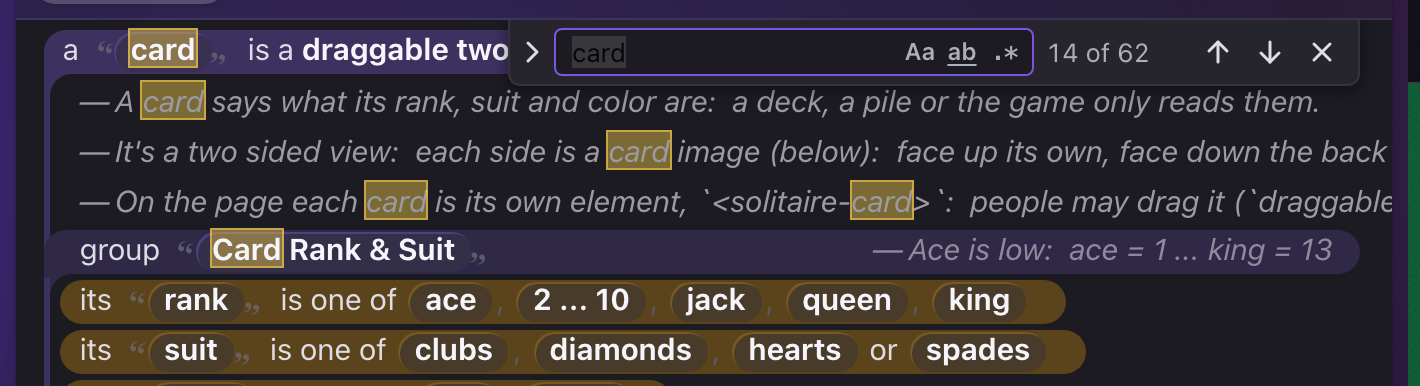 a “card” is a draggable two
card Aa ab .* 14 of 62
— A card says what its rank, suit and color are: a deck, a pile or the game only reads them.
— It's a two sided view: each side is a card image (below): face up its own, face down the back
— On the page each card is its own element, `<solitaire-card>`: people may drag it (`draggable
group “Card Rank & Suit” — Ace is low: ace = 1 … king = 13
its “rank” is one of ace, 2 … 10, jack, queen, king
its “suit” is one of clubs, diamonds, hearts or spades